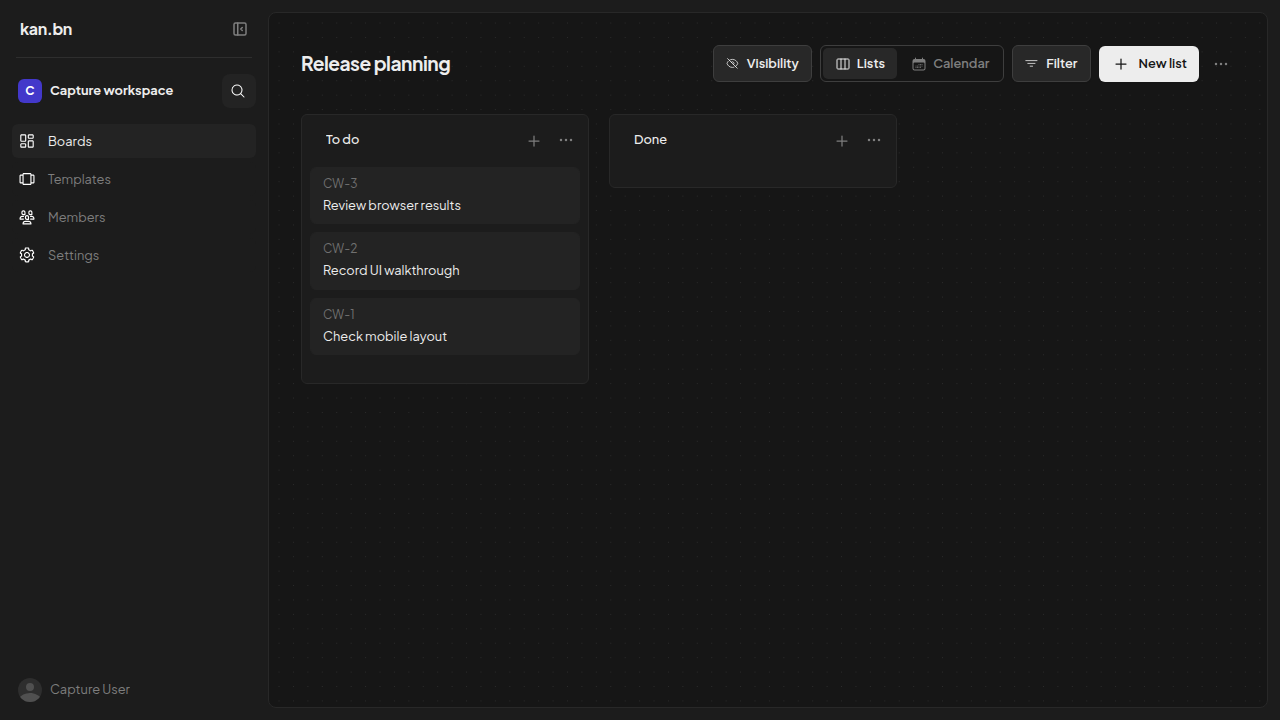 kan.bn
C Capture workspace
Boards
Templates
Members
Settings
Capture User
Release planning
Visibility
Lists
Calendar
Filter
New list
To do
CW-3
Review browser results
CW-2
Record UI walkthrough
CW-1
Check mobile layout
Done